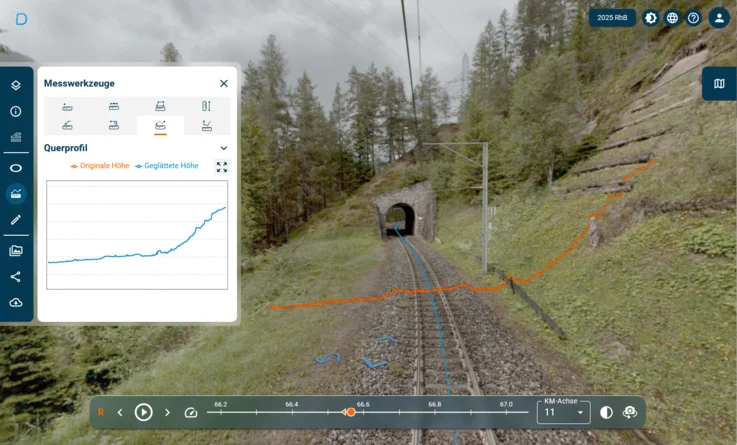 2025 RhB
Messwerkzeuge
Querprofil
Originale Höhe Geglättete Höhe
R 66.2 66.4 66.6 66.8 67.0
KM-Achse
11